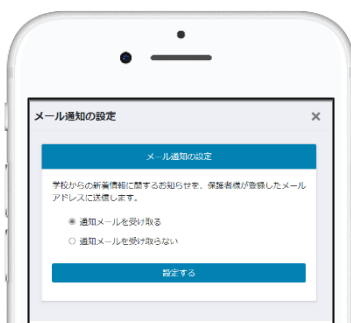 メール通知の設定 ×
メール通知の設定
学校からの新着情報に関するお知らせを、保護者様が登録したメール
アドレスに送信します。
通知メールを受け取る
通知メールを受け取らない
設定する